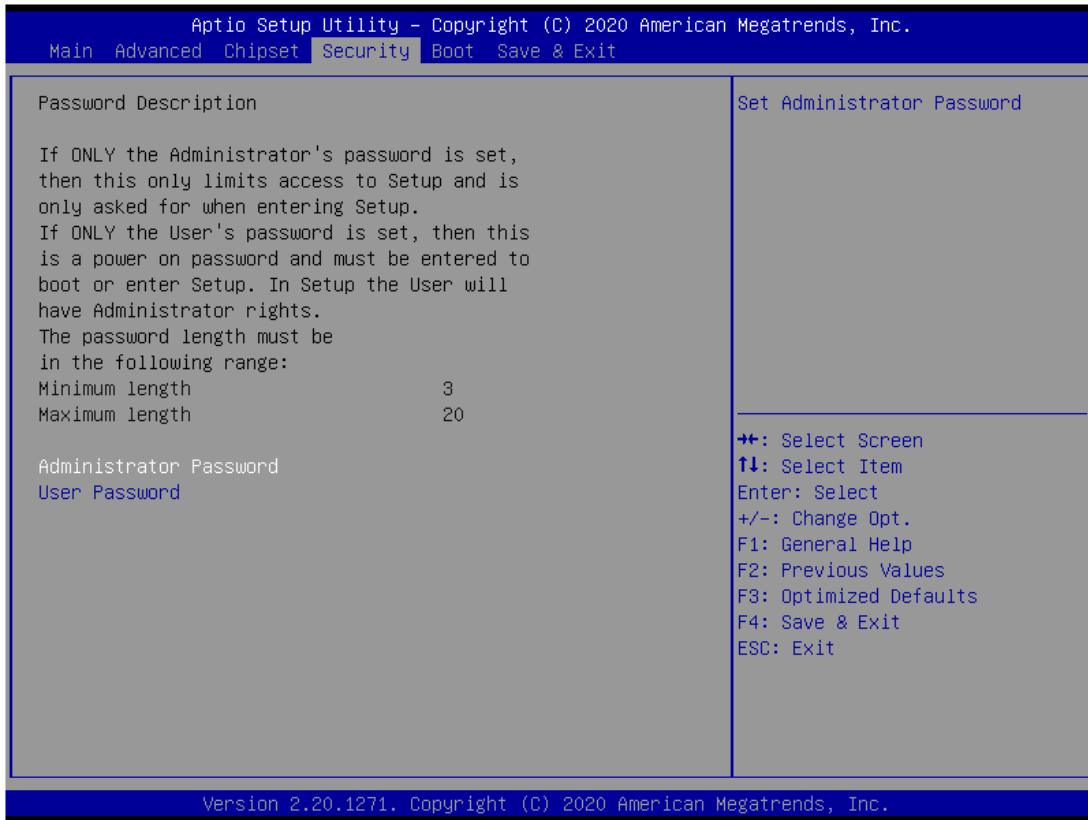 Aptio Setup Utility – Copyright (C) 2020 American Megatrends, Inc.
Main Advanced Chipset Security Boot Save & Exit
Password Description
If ONLY the Administrator's password is set,
then this only limits access to Setup and is
only asked for when entering Setup.
If ONLY the User's password is set, then this
is a power on password and must be entered to
boot or enter Setup. In Setup the User will
have Administrator rights.
The password length must be
in the following range:
Minimum length 3
Maximum length 20
Administrator Password
User Password
Set Administrator Password
→←: Select Screen
↑↓: Select Item
Enter: Select
+/-: Change Opt.
F1: General Help
F2: Previous Values
F3: Optimized Defaults
F4: Save & Exit
ESC: Exit
Version 2.20.1271. Copyright (C) 2020 American Megatrends, Inc.